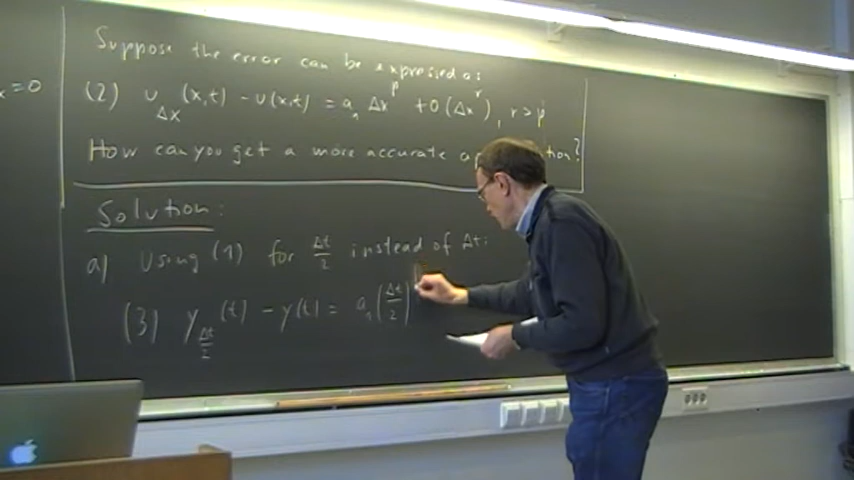 x=0
Suppose the error can be expressed as
(2) u_Δx (x,t) - u(x,t) = a_1 Δx^p + O(Δx^r), r > p
How can you get a more accurate
Solution:
a) Using (1) for Δt/2 instead of Δt:
(3) y_Δt/2 (t) - y(t) = a_1 (Δt/2)